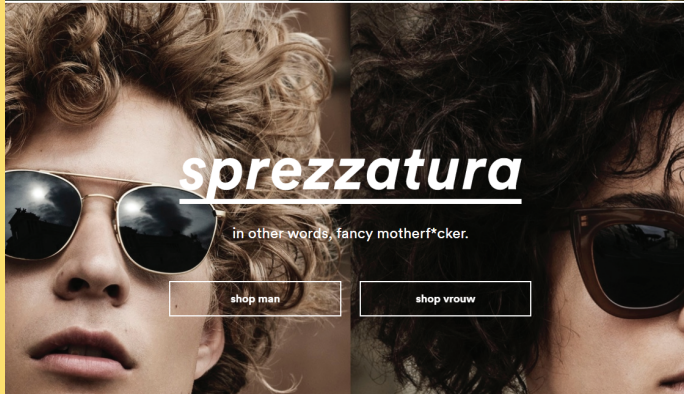 sprezzatura
in other words, fancy motherf*cker.
shop man
shop vrouw